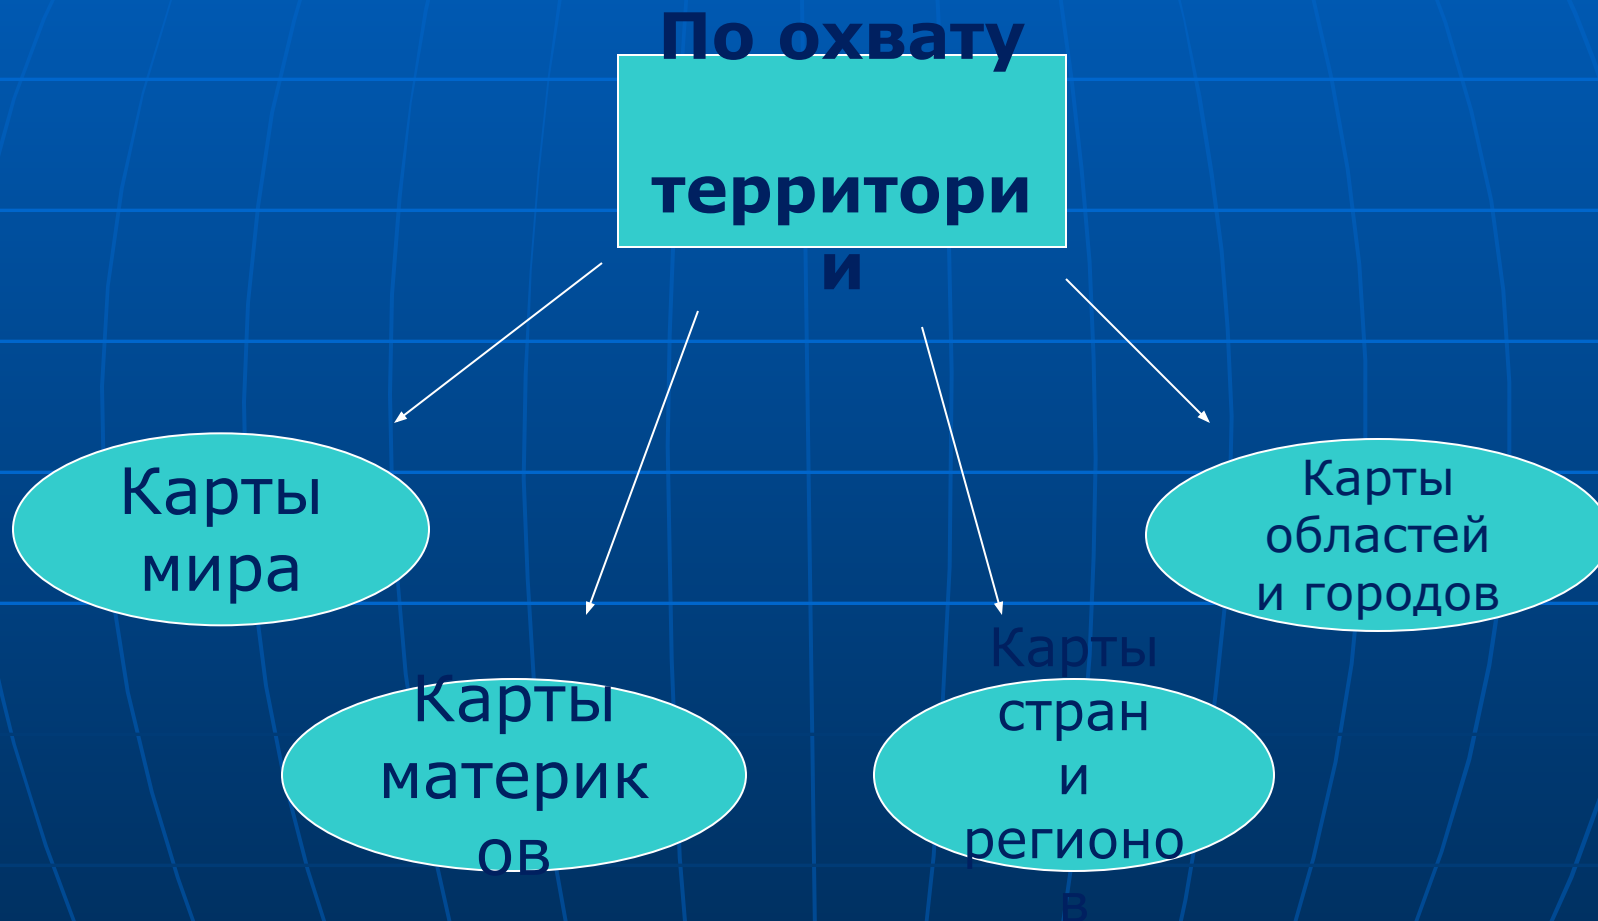 По охвату
территори
и
Карты
мира
Карты
областей
и городов
Карты
материк
ов
Карты
стран
и
регионо
в